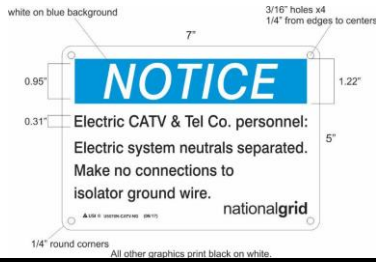 white on blue background
3/16" holes x4
1/4" from edges to centers
7"
0.95"
NOTICE
1.22"
0.31"
Electric CATV & Tel Co. personnel:
5"
Electric system neutrals separated.
Make no connections to
isolator ground wire.
nationalgrid
1/4" round corners
All other graphics print black on white.